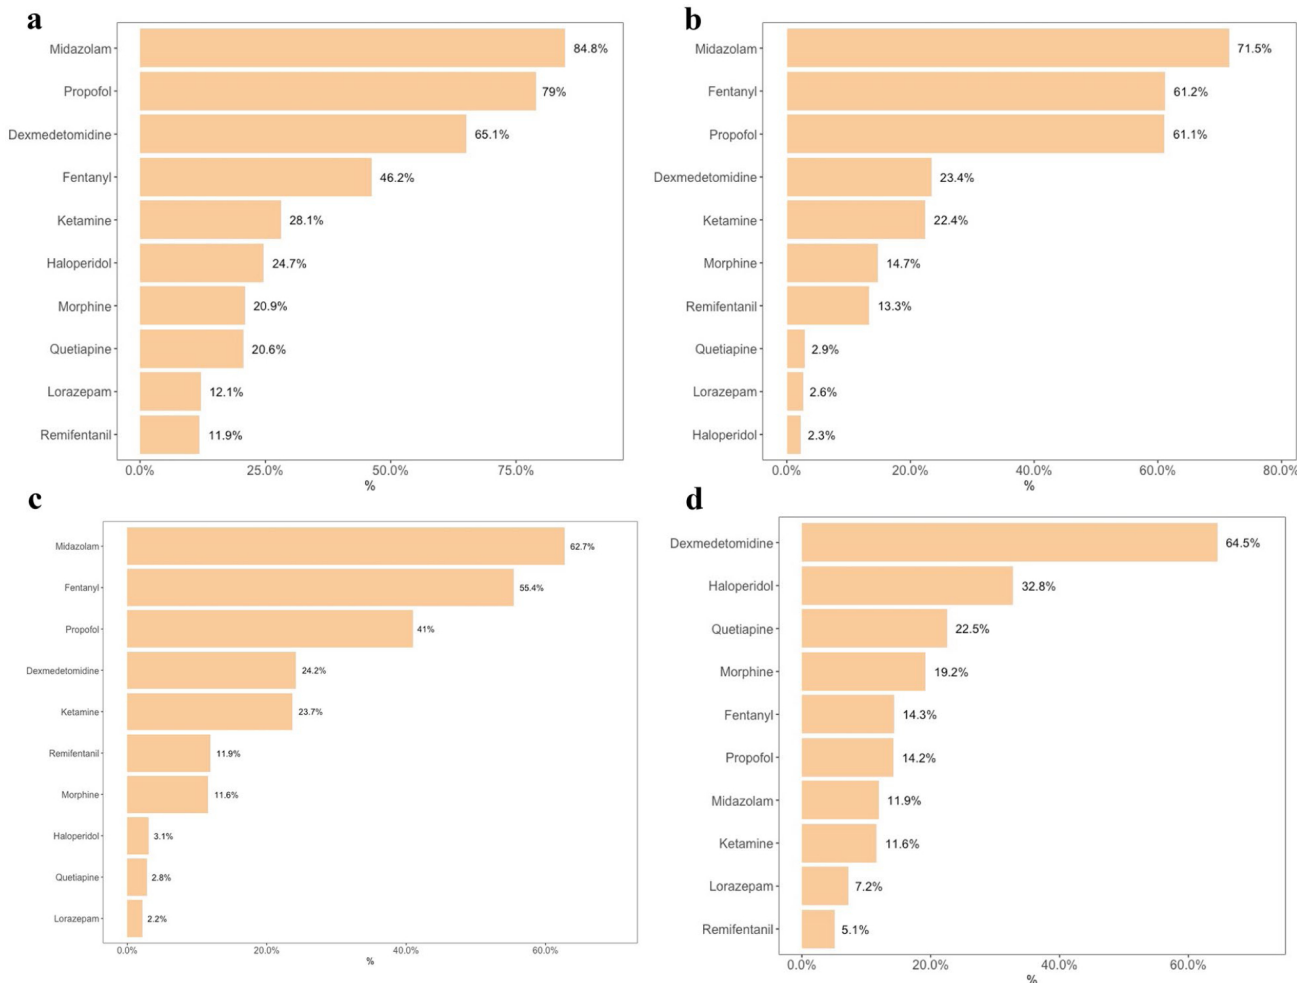 a
Midazolam 84.8%
Propofol 79%
Dexmedetomidine 65.1%
Fentanyl 46.2%
Ketamine 28.1%
Haloperidol 24.7%
Morphine 20.9%
Quetiapine 20.6%
Lorazepam 12.1%
Remifentanil 11.9%
0.0% 25.0% 50.0% 75.0%
%
b
Midazolam 71.5%
Fentanyl 61.2%
Propofol 61.1%
Dexmedetomidine 23.4%
Ketamine 22.4%
Morphine 14.7%
Remifentanil 13.3%
Quetiapine 2.9%
Lorazepam 2.6%
Haloperidol 2.3%
0.0% 20.0% 40.0% 60.0% 80.0%
%
c
Midazolam 62.7%
Fentanyl 55.4%
Propofol 41%
Dexmedetomidine 24.2%
Ketamine 23.7%
Remifentanil 11.9%
Morphine 11.6%
Haloperidol 3.1%
Quetiapine 2.8%
Lorazepam 2.2%
0.0% 20.0% 40.0% 60.0%
%
d
Dexmedetomidine 64.5%
Haloperidol 32.8%
Quetiapine 22.5%
Morphine 19.2%
Fentanyl 14.3%
Propofol 14.2%
Midazolam 11.9%
Ketamine 11.6%
Lorazepam 7.2%
Remifentanil 5.1%
0.0% 20.0% 40.0% 60.0%
%